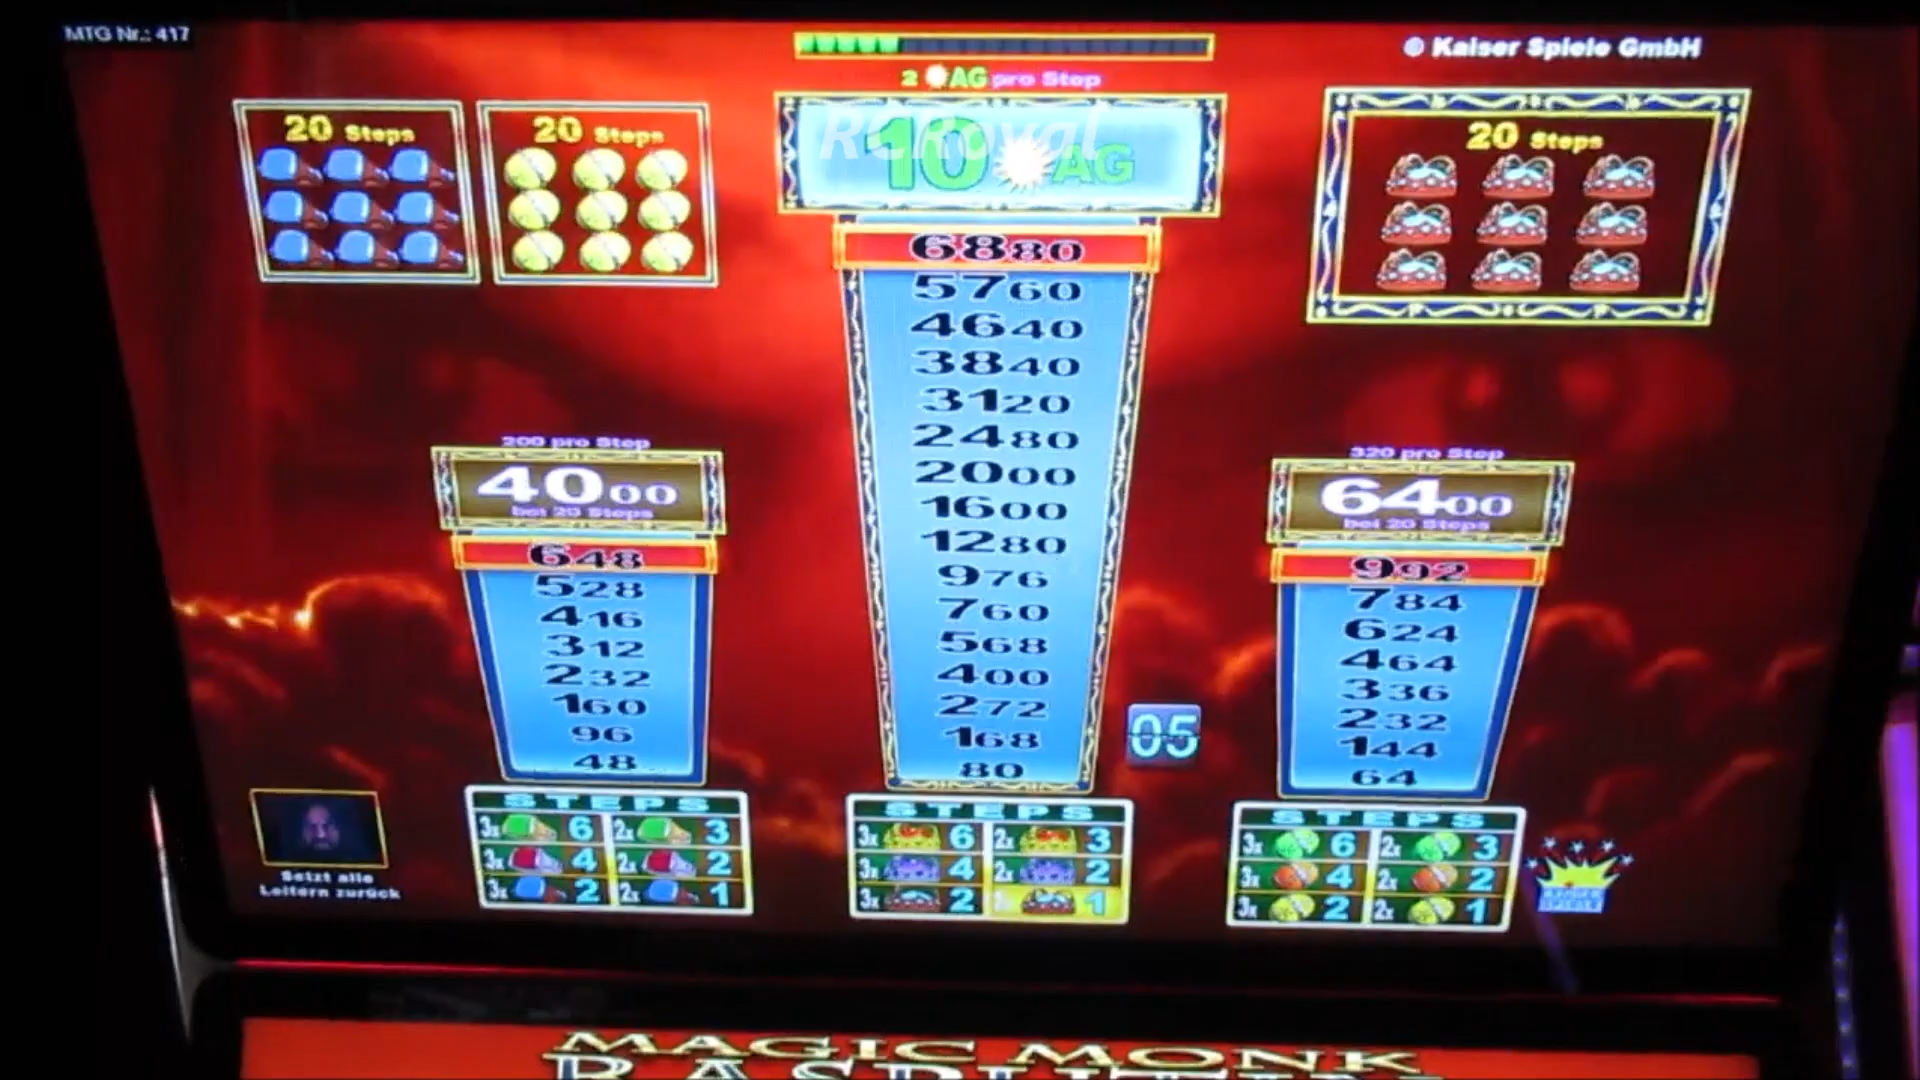 MTG Nr.: 417
© Kaiser Spiele GmbH
2 AG pro Step
20 Steps
20 Steps
RCRoyal
10 AG
20 Steps
6880
5760
4640
3840
3120
2480
2000
1600
1280
976
760
568
400
272
168
80
200 pro Step
4000
bei 20 Steps
648
528
416
312
232
160
96
48
320 pro Step
6400
bei 20 Steps
992
784
624
464
336
232
144
64
05
Setzt alle
Leitern zurück
STEPS
3x 6 2x 3
3x 4 2x 2
3x 2 2x 1
STEPS
3x 6 2x 3
3x 4 2x 2
3x 2 1
STEPS
3x 6 2x 3
3x 4 2x 2
3x 2 2x 1
MAGIC MONK
RASPUTIN